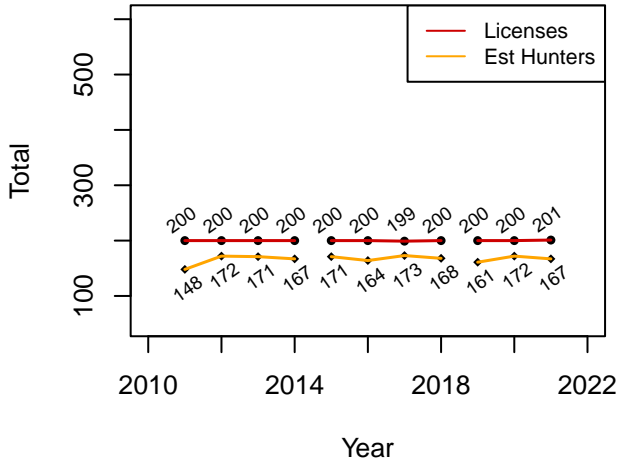 Licenses
Est Hunters
Total
500
300
100
200 200 200 200 200 200 199 200 200 200 201
148 172 171 167 171 164 173 168 161 172 167
2010 2014 2018 2022
Year